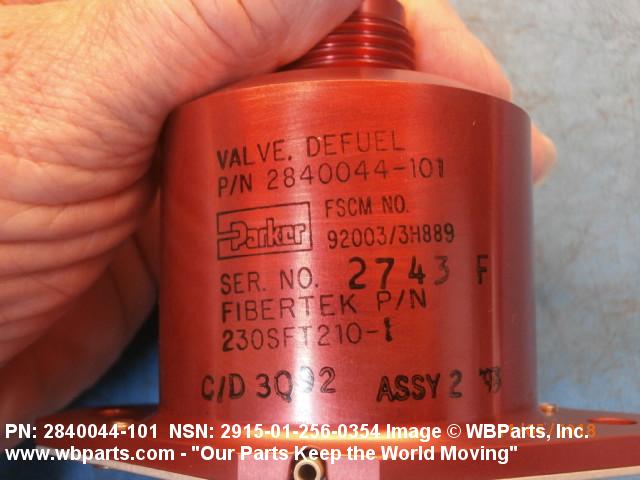 VALVE, DEFUEL
P/N 2840044-101
Parker
FSCM NO.
92003/3H889
SER. NO. 2743 F
FIBERTEK P/N
230SFT210-1
C/D 3Q92 ASSY 2
PN: 2840044-101 NSN: 2915-01-256-0354 Image © WBParts, Inc.
www.wbparts.com - "Our Parts Keep the World Moving"